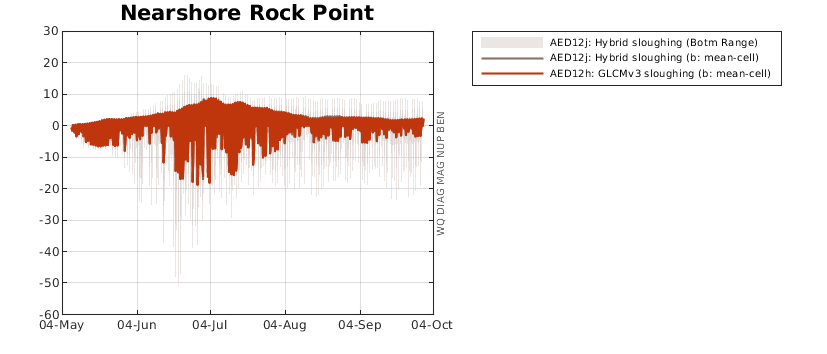 Nearshore Rock Point
30
20
10
0
-10
-20
-30
-40
-50
-60
04-May
04-Jun
04-Jul
04-Aug
04-Sep
04-Oct
WQ DIAG MAG NUP BEN
AED12j: Hybrid sloughing (Botm Range)
AED12j: Hybrid sloughing (b: mean-cell)
AED12h: GLCMv3 sloughing (b: mean-cell)